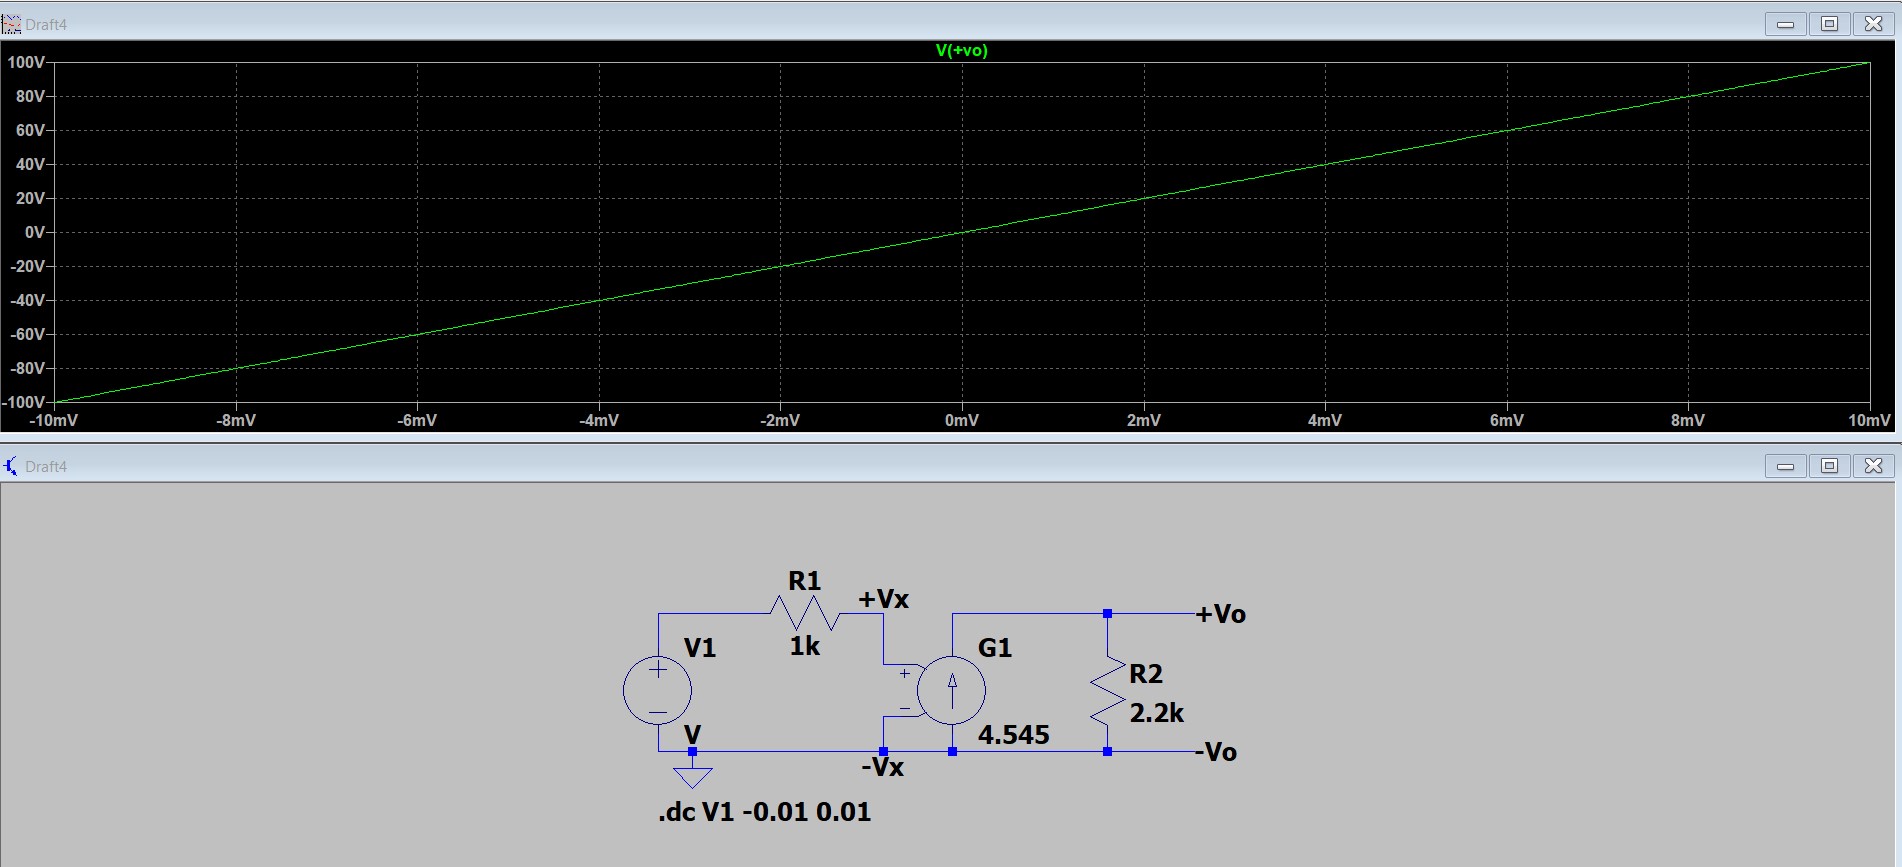 Draft4
V(+vo)
100V
80V
60V
40V
20V
0V
-20V
-40V
-60V
-80V
-100V
-10mV -8mV -6mV -4mV -2mV 0mV 2mV 4mV 6mV 8mV 10mV
Draft4
R1
+Vx
1k
V1
V
G1
4.545
+Vo
R2
2.2k
-Vo
-Vx
.dc V1 -0.01 0.01